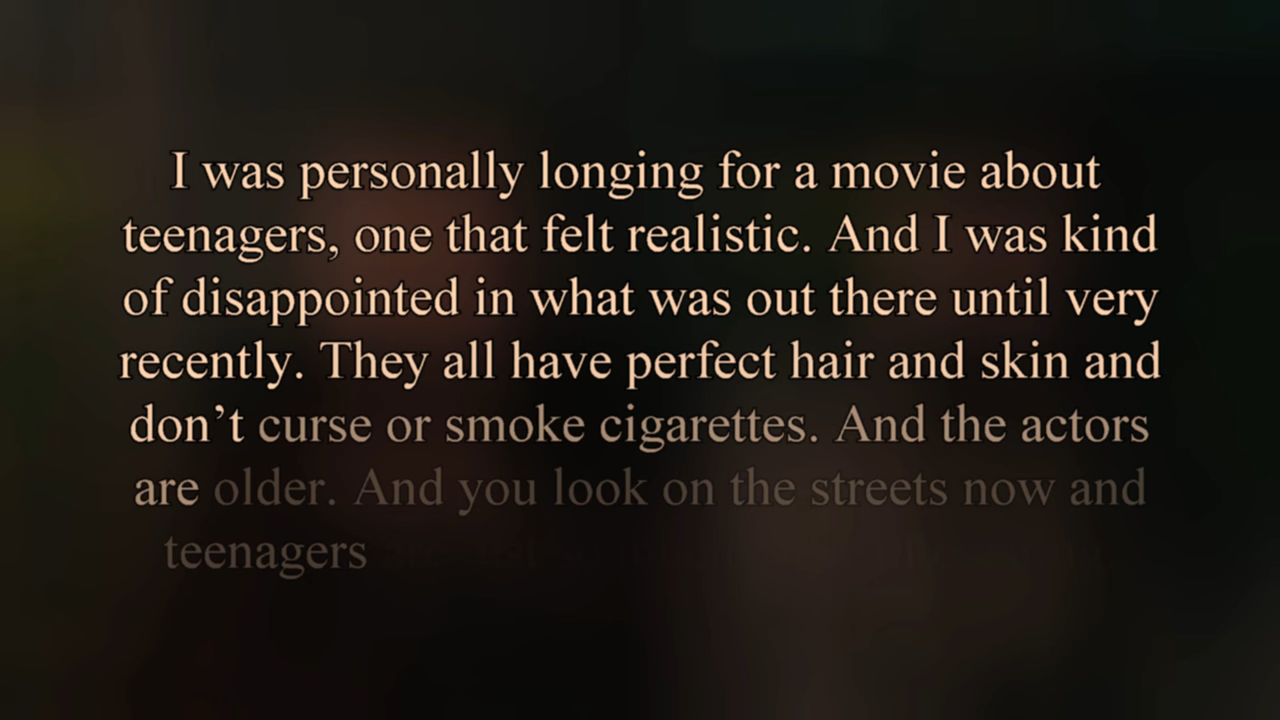 I was personally longing for a movie about
teenagers, one that felt realistic. And I was kind
of disappointed in what was out there until very
recently. They all have perfect hair and skin and
don’t curse or smoke cigarettes. And the actors
are older. And you look on the streets now and
teenagers